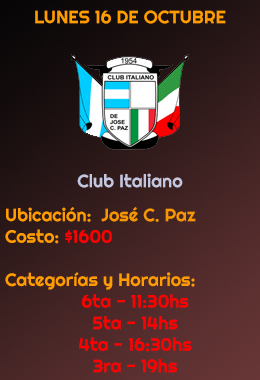 LUNES 16 DE OCTUBRE
1954
CLUB ITALIANO
DE
JOSE
C. PAZ
Club Italiano
Ubicación: José C. Paz
Costo: $1600
Categorías y Horarios:
6ta - 11:30hs
5ta - 14hs
4ta - 16:30hs
3ra - 19hs